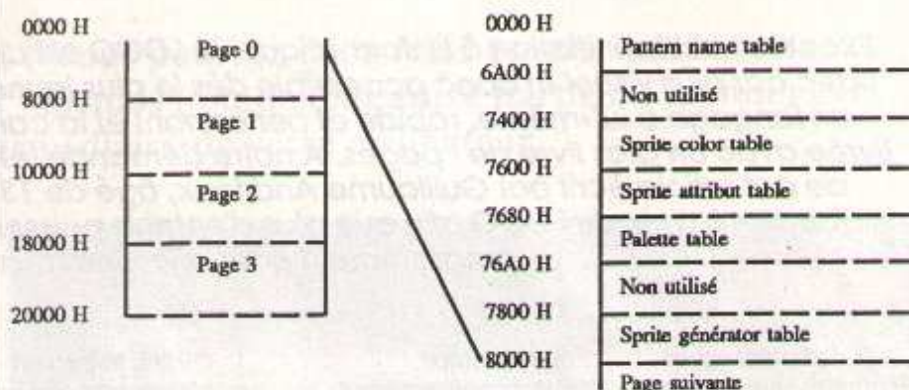 0000 H
Page 0
8000 H
Page 1
10000 H
Page 2
18000 H
Page 3
20000 H
0000 H
Pattern name table
6A00 H
Non utilisé
7400 H
Sprite color table
7600 H
Sprite attribut table
7680 H
Palette table
76A0 H
Non utilisé
7800 H
Sprite générator table
8000 H
Page suivante